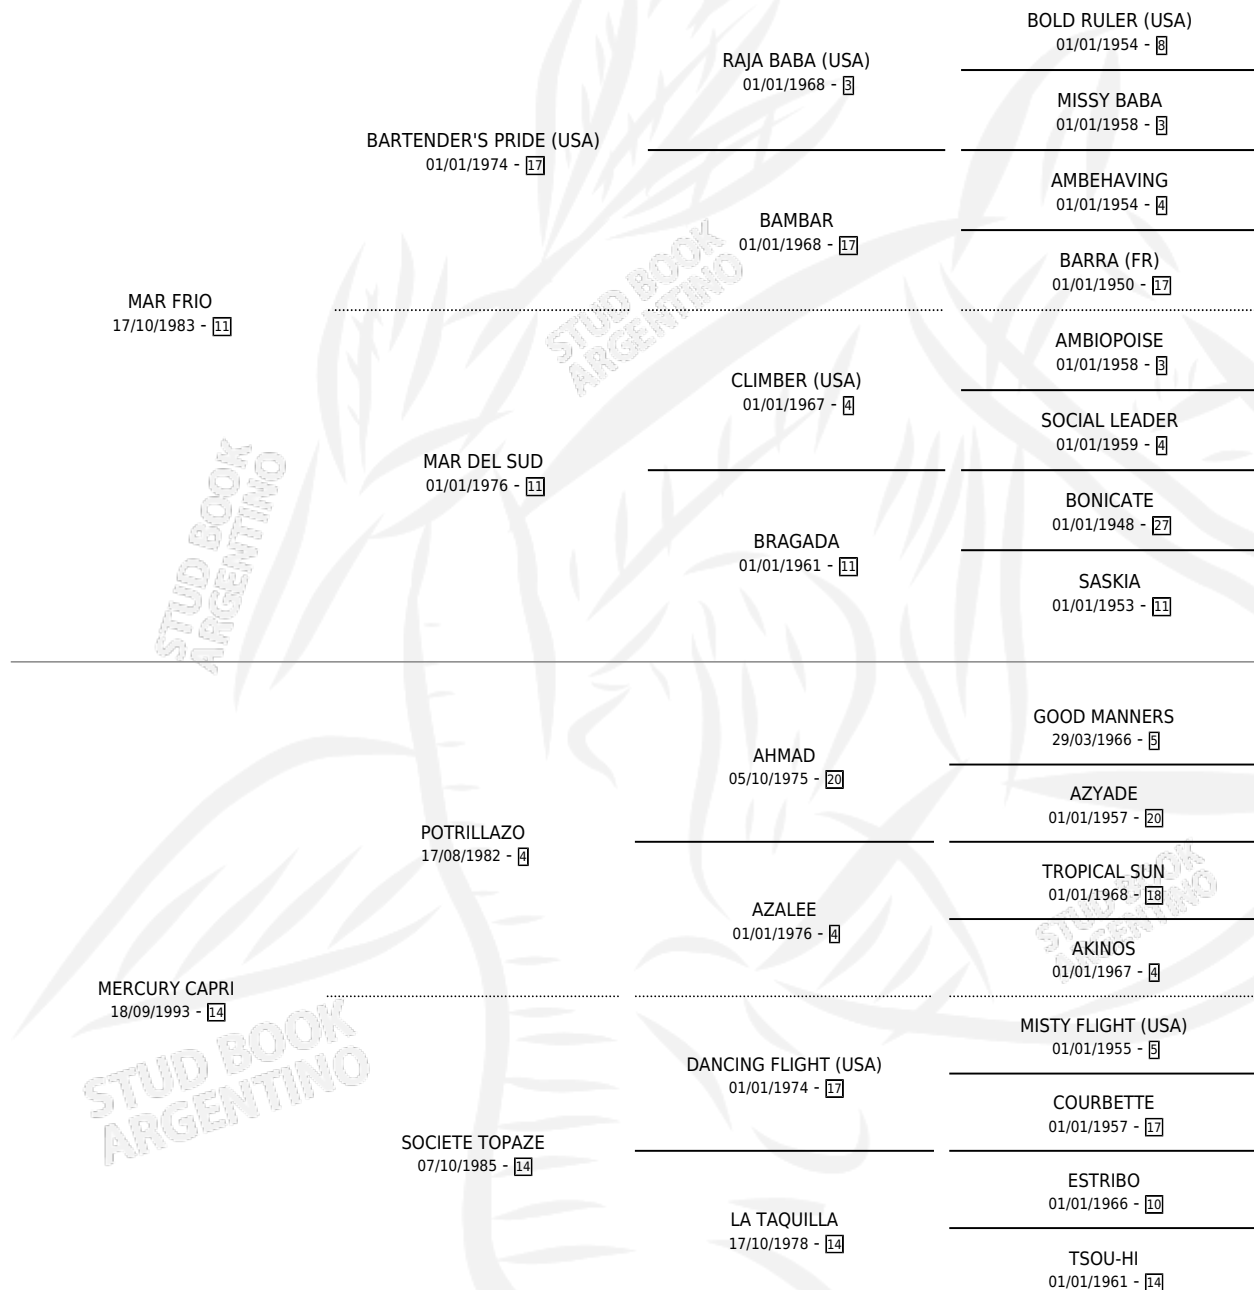 BOLD RULER (USA)
01/01/1954 - 8
RAJA BABA (USA)
01/01/1968 - 3
MISSY BABA
01/01/1958 - 3
BARTENDER'S PRIDE (USA)
01/01/1974 - 17
AMBEHAVING
01/01/1954 - 4
BAMBAR
01/01/1968 - 17
BARRA (FR)
01/01/1950 - 17
MAR FRIO
17/10/1983 - 11
AMBIOPOISE
01/01/1958 - 3
CLIMBER (USA)
01/01/1967 - 4
SOCIAL LEADER
01/01/1959 - 4
MAR DEL SUD
01/01/1976 - 11
BONICATE
01/01/1948 - 27
BRAGADA
01/01/1961 - 11
SASKIA
01/01/1953 - 11
GOOD MANNERS
29/03/1966 - 5
AHMAD
05/10/1975 - 20
AZYADE
01/01/1957 - 20
POTRILLAZO
17/08/1982 - 4
TROPICAL SUN
01/01/1968 - 18
AZALEE
01/01/1976 - 4
AKINOS
01/01/1967 - 4
MERCURY CAPRI
18/09/1993 - 14
MISTY FLIGHT (USA)
01/01/1955 - 5
DANCING FLIGHT (USA)
01/01/1974 - 17
COURBETTE
01/01/1957 - 17
SOCIETE TOPAZE
07/10/1985 - 14
ESTRIBO
01/01/1966 - 10
LA TAQUILLA
17/10/1978 - 14
TSOU-HI
01/01/1961 - 14
STUD BOOK
ARGENTINO
STUD BOOK
ARGENTINO
STUD BOOK
ARGENTINO
STUD BOOK
ARGENTINO